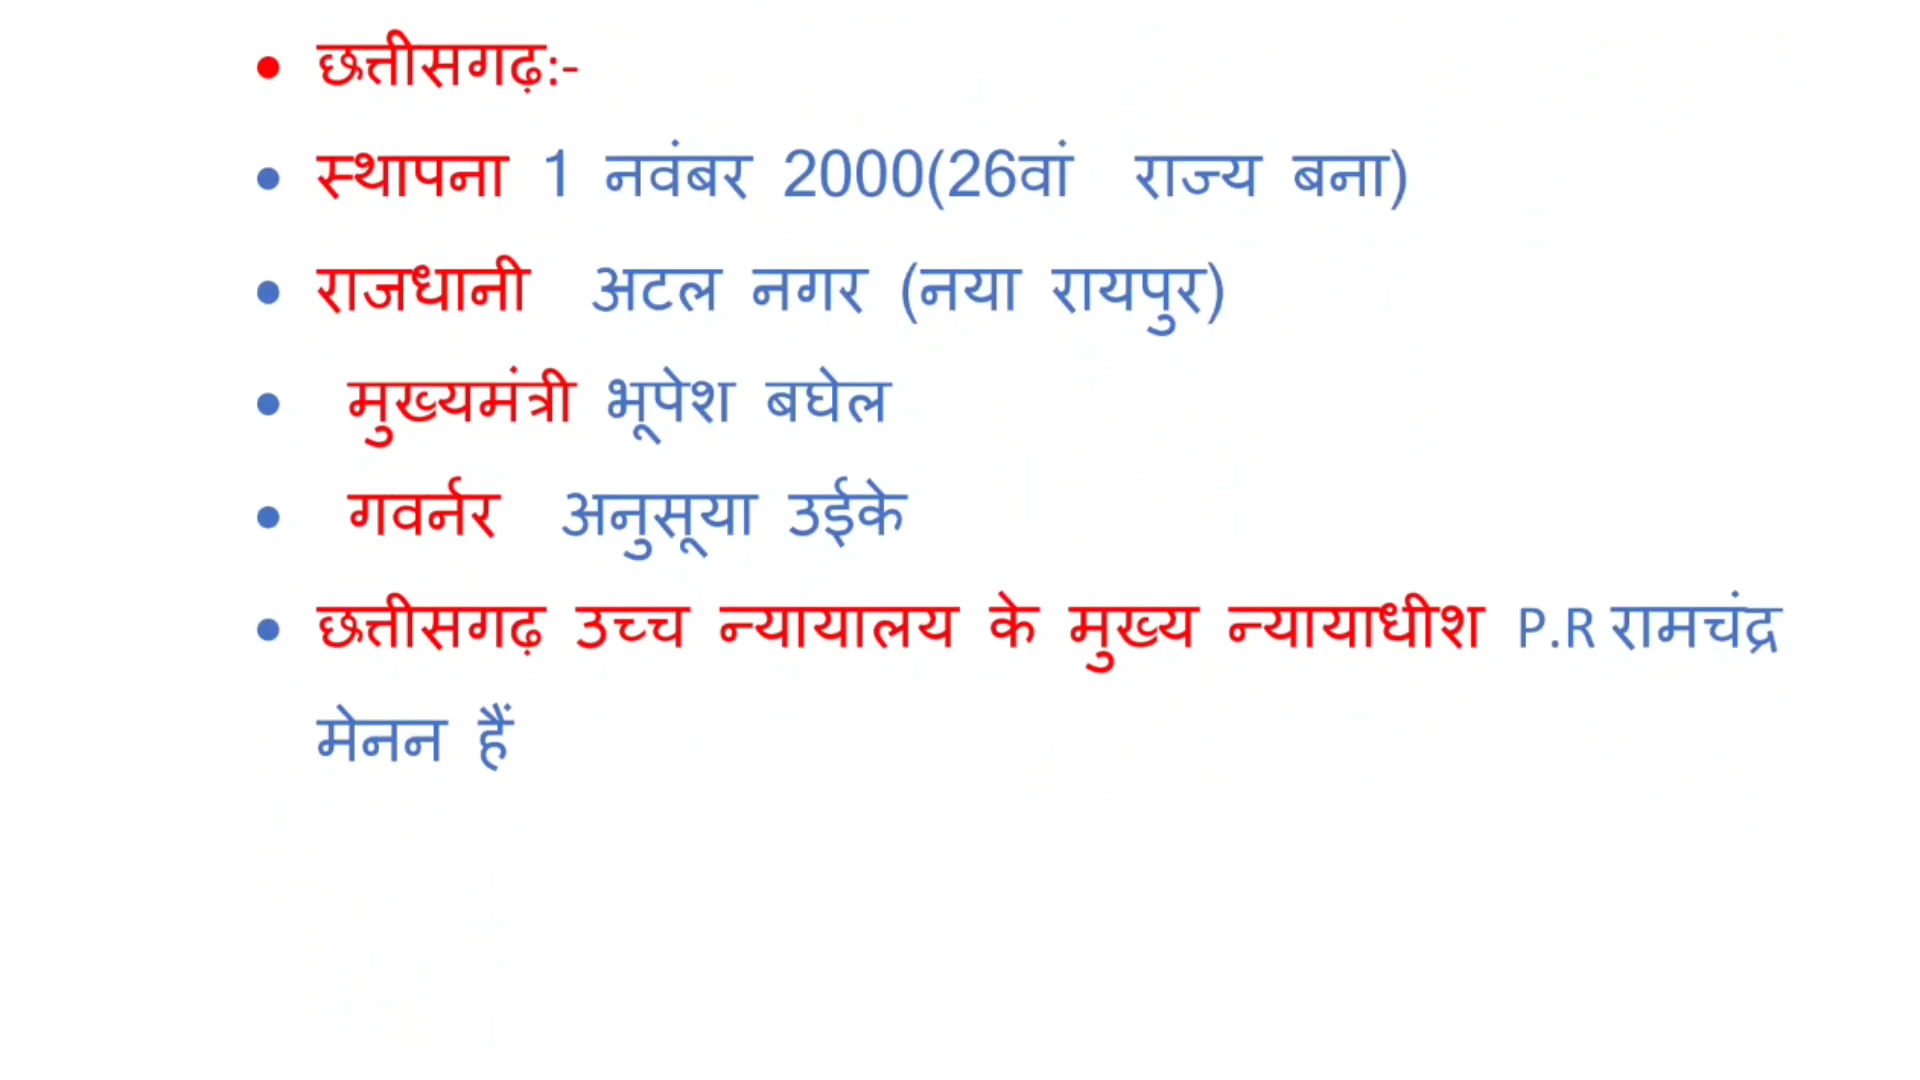 • छत्तीसगढ़:-
• स्थापना 1 नवंबर 2000(26वां राज्य बना)
• राजधानी अटल नगर (नया रायपुर)
• मुख्यमंत्री भूपेश बघेल
• गवर्नर अनुसूया उईके
• छत्तीसगढ़ उच्च न्यायालय के मुख्य न्यायाधीश P.R रामचंद्र
मेनन हैं